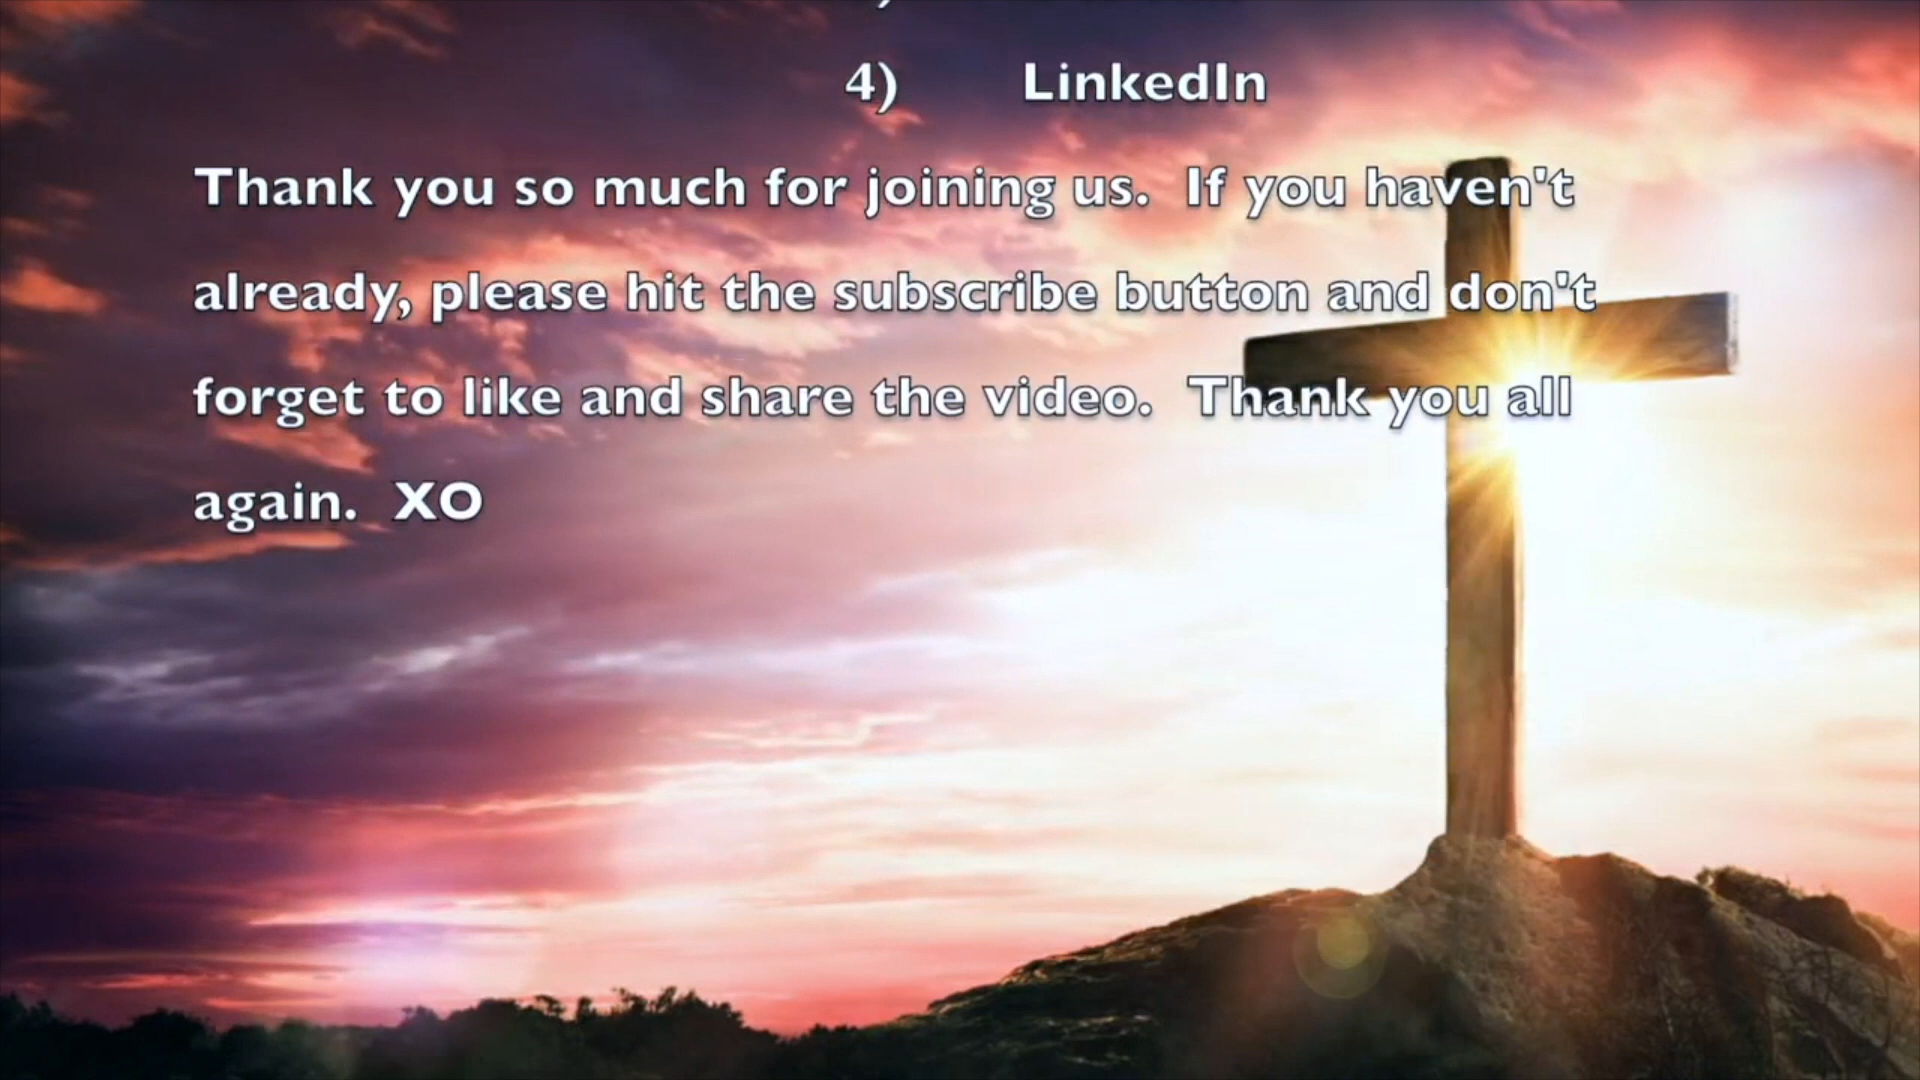 4) LinkedIn
Thank you so much for joining us. If you haven't
already, please hit the subscribe button and don't
forget to like and share the video. Thank you all
again. XO